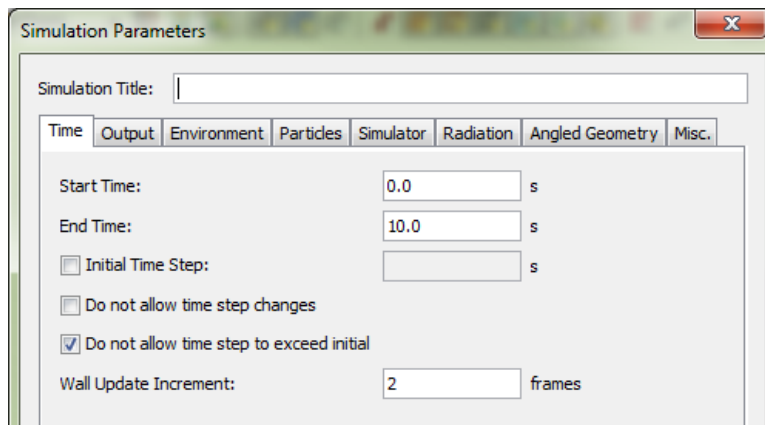 Simulation Parameters
Simulation Title:
Time Output Environment Particles Simulator Radiation Angled Geometry Misc.
Start Time: 0.0 s
End Time: 10.0 s
Initial Time Step: s
Do not allow time step changes
Do not allow time step to exceed initial
Wall Update Increment: 2 frames